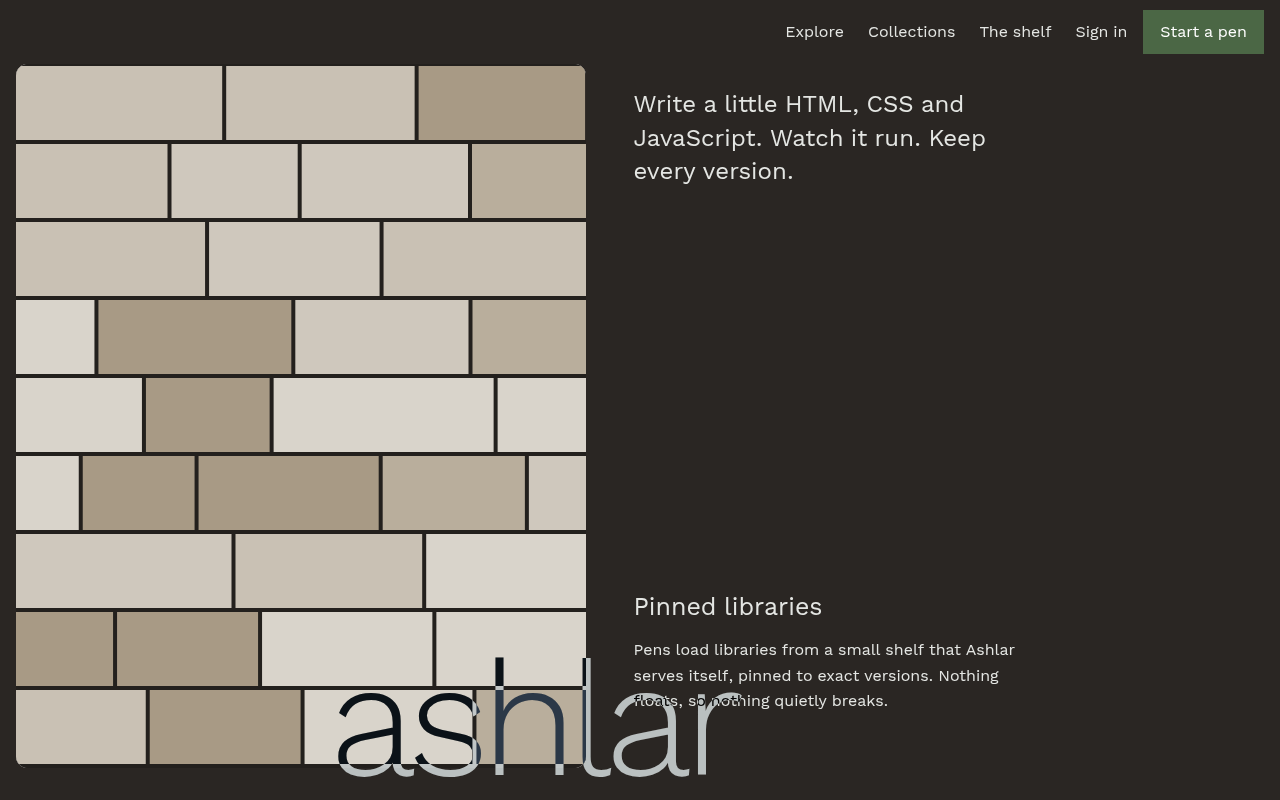 Explore Collections The shelf Sign in Start a pen
Write a little HTML, CSS and
JavaScript. Watch it run. Keep
every version.
Pinned libraries
Pens load libraries from a small shelf that Ashlar
serves itself, pinned to exact versions. Nothing
floats, so nothing quietly breaks.
ashlar